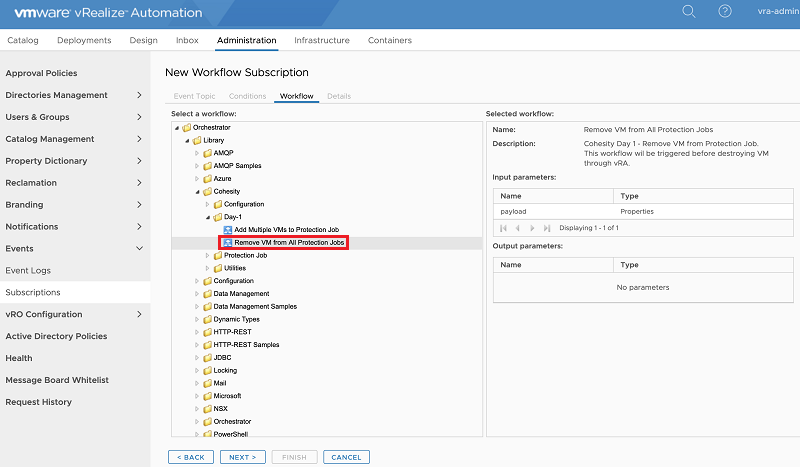 vmware vRealize™ Automation
vra-admin
Catalog Deployments Design Inbox Administration Infrastructure Containers
Approval Policies
Directories Management
Users & Groups
Catalog Management
Property Dictionary
Reclamation
Branding
Notifications
Events
Event Logs
Subscriptions
vRO Configuration
Active Directory Policies
Health
Message Board Whitelist
Request History
New Workflow Subscription
Event Topic Conditions Workflow Details
Select a workflow:
Orchestrator
Library
AMQP
AMQP Samples
Azure
Cohesity
Configuration
Day-1
Add Multiple VMs to Protection Job
Remove VM from All Protection Jobs
Protection Job
Utilities
Configuration
Data Management
Data Management Samples
Dynamic Types
HTTP-REST
HTTP-REST Samples
JDBC
Locking
Mail
Microsoft
NSX
Orchestrator
PowerShell
Selected workflow:
Name: Remove VM from All Protection Jobs
Description: Cohesity Day 1 - Remove VM from Protection Job.
This workflow wil be triggered before destroying VM
through vRA.
Input parameters:
Name Type
payload Properties
Displaying 1 - 1 of 1
Output parameters:
Name Type
No parameters
< BACK NEXT > FINISH CANCEL